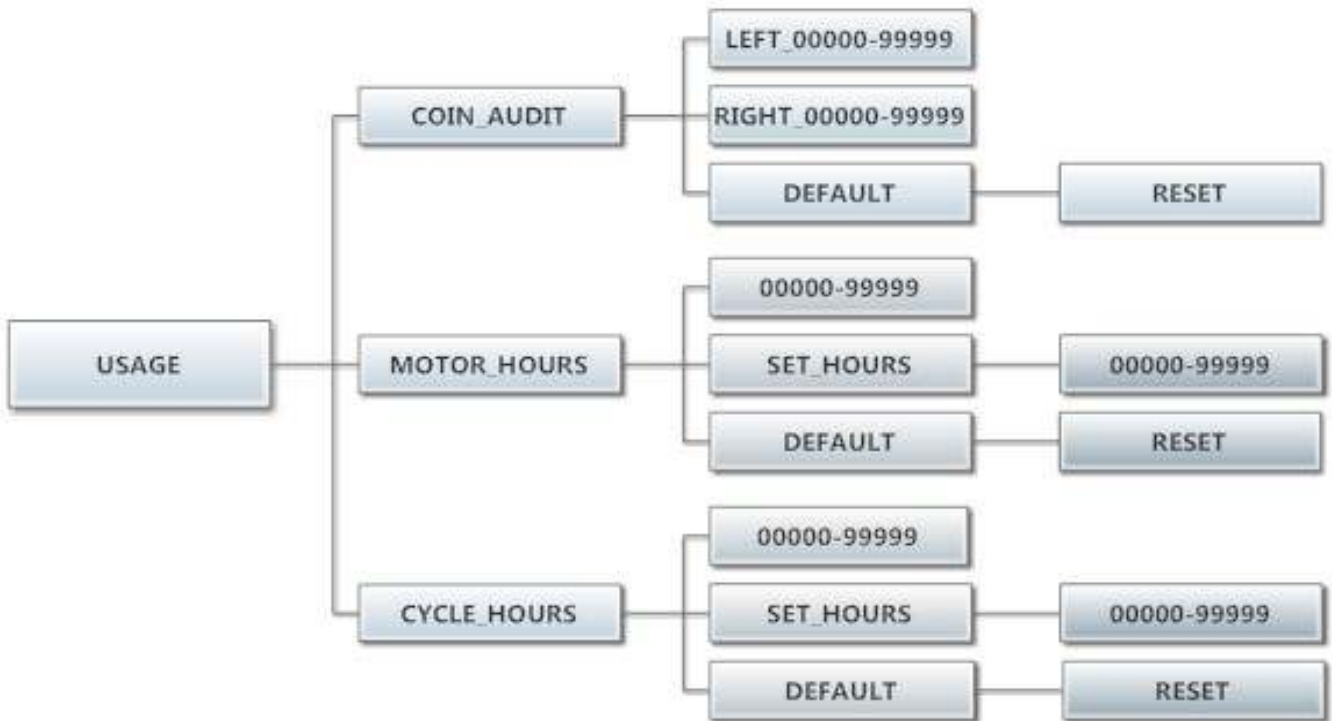 LEFT_00000-99999
COIN_AUDIT
RIGHT_00000-99999
DEFAULT
RESET
00000-99999
USAGE
MOTOR_HOURS
SET_HOURS
00000-99999
DEFAULT
RESET
00000-99999
CYCLE_HOURS
SET_HOURS
00000-99999
DEFAULT
RESET